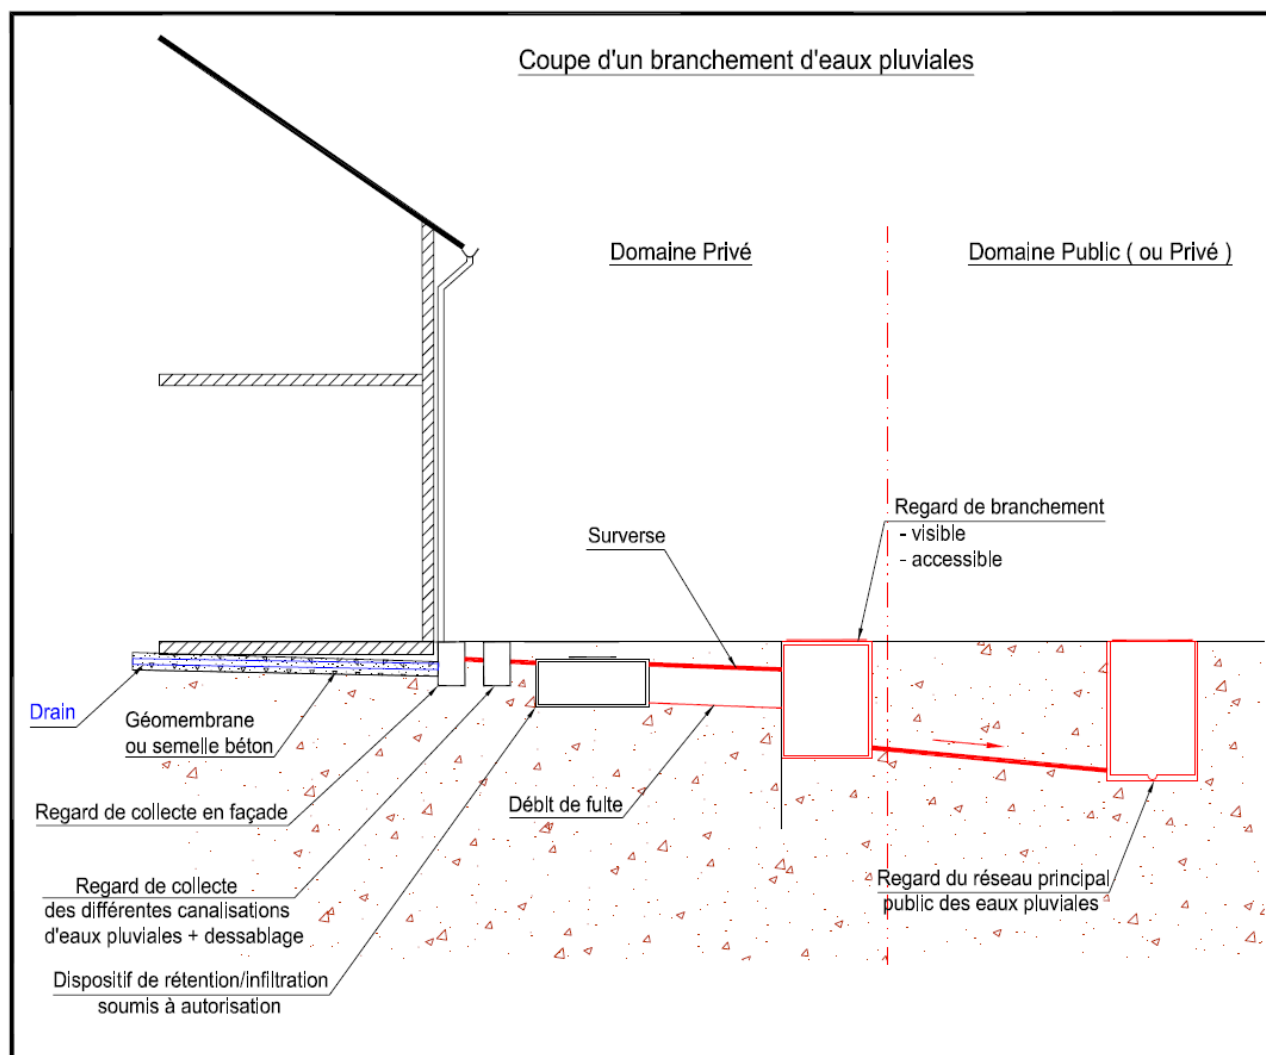 Coupe d'un branchement d'eaux pluviales
Domaine Privé
Domaine Public ( ou Privé )
Regard de branchement
- visible
- accessible
Surverse
Drain
Géomembrane
ou semelle béton
Regard de collecte en façade
Débit de fuite
Regard de collecte
des différentes canalisations
d'eaux pluviales + dessablage
Regard du réseau principal
public des eaux pluviales
Dispositif de rétention/infiltration
soumis à autorisation